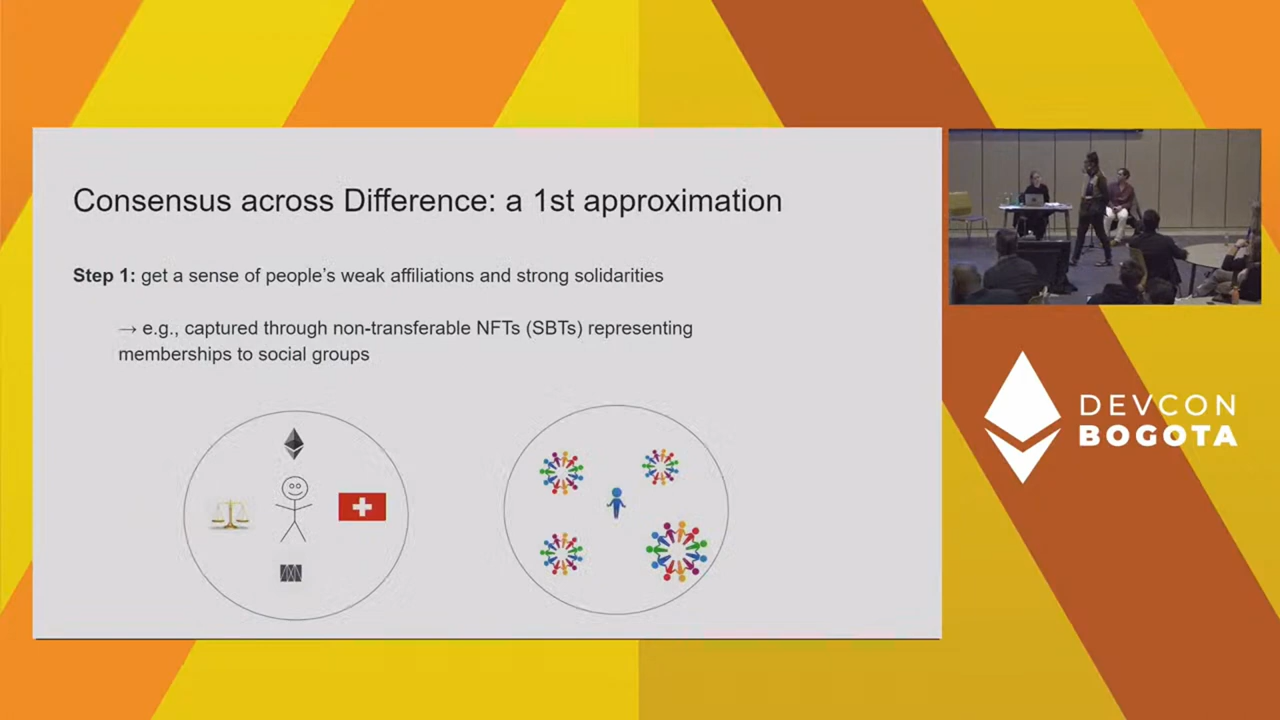 Consensus across Difference: a 1st approximation
Step 1: get a sense of people's weak affiliations and strong solidarities
→ e.g., captured through non-transferable NFTs (SBTs) representing
memberships to social groups
DEVCON
BOGOTA